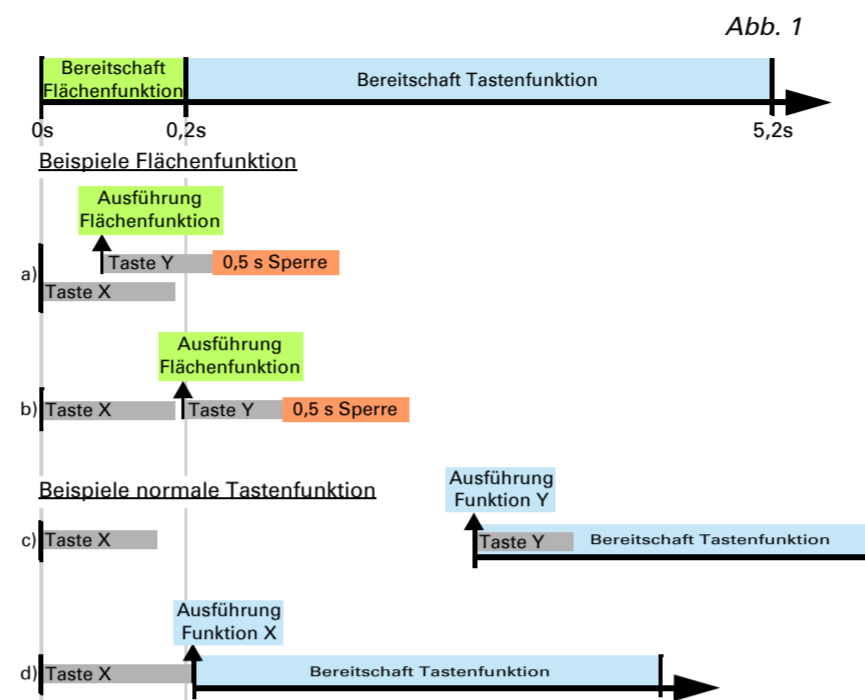 Abb. 1
Bereitschaft
Flächenfunktion
Bereitschaft Tastenfunktion
0s
0,2s
5,2s
Beispiele Flächenfunktion
Ausführung
Flächenfunktion
a)
Taste Y
0,5 s Sperre
Taste X
Ausführung
Flächenfunktion
b)
Taste X
Taste Y
0,5 s Sperre
Beispiele normale Tastenfunktion
Ausführung
Funktion Y
c)
Taste X
Taste Y
Bereitschaft Tastenfunktion
Ausführung
Funktion X
d)
Taste X
Bereitschaft Tastenfunktion